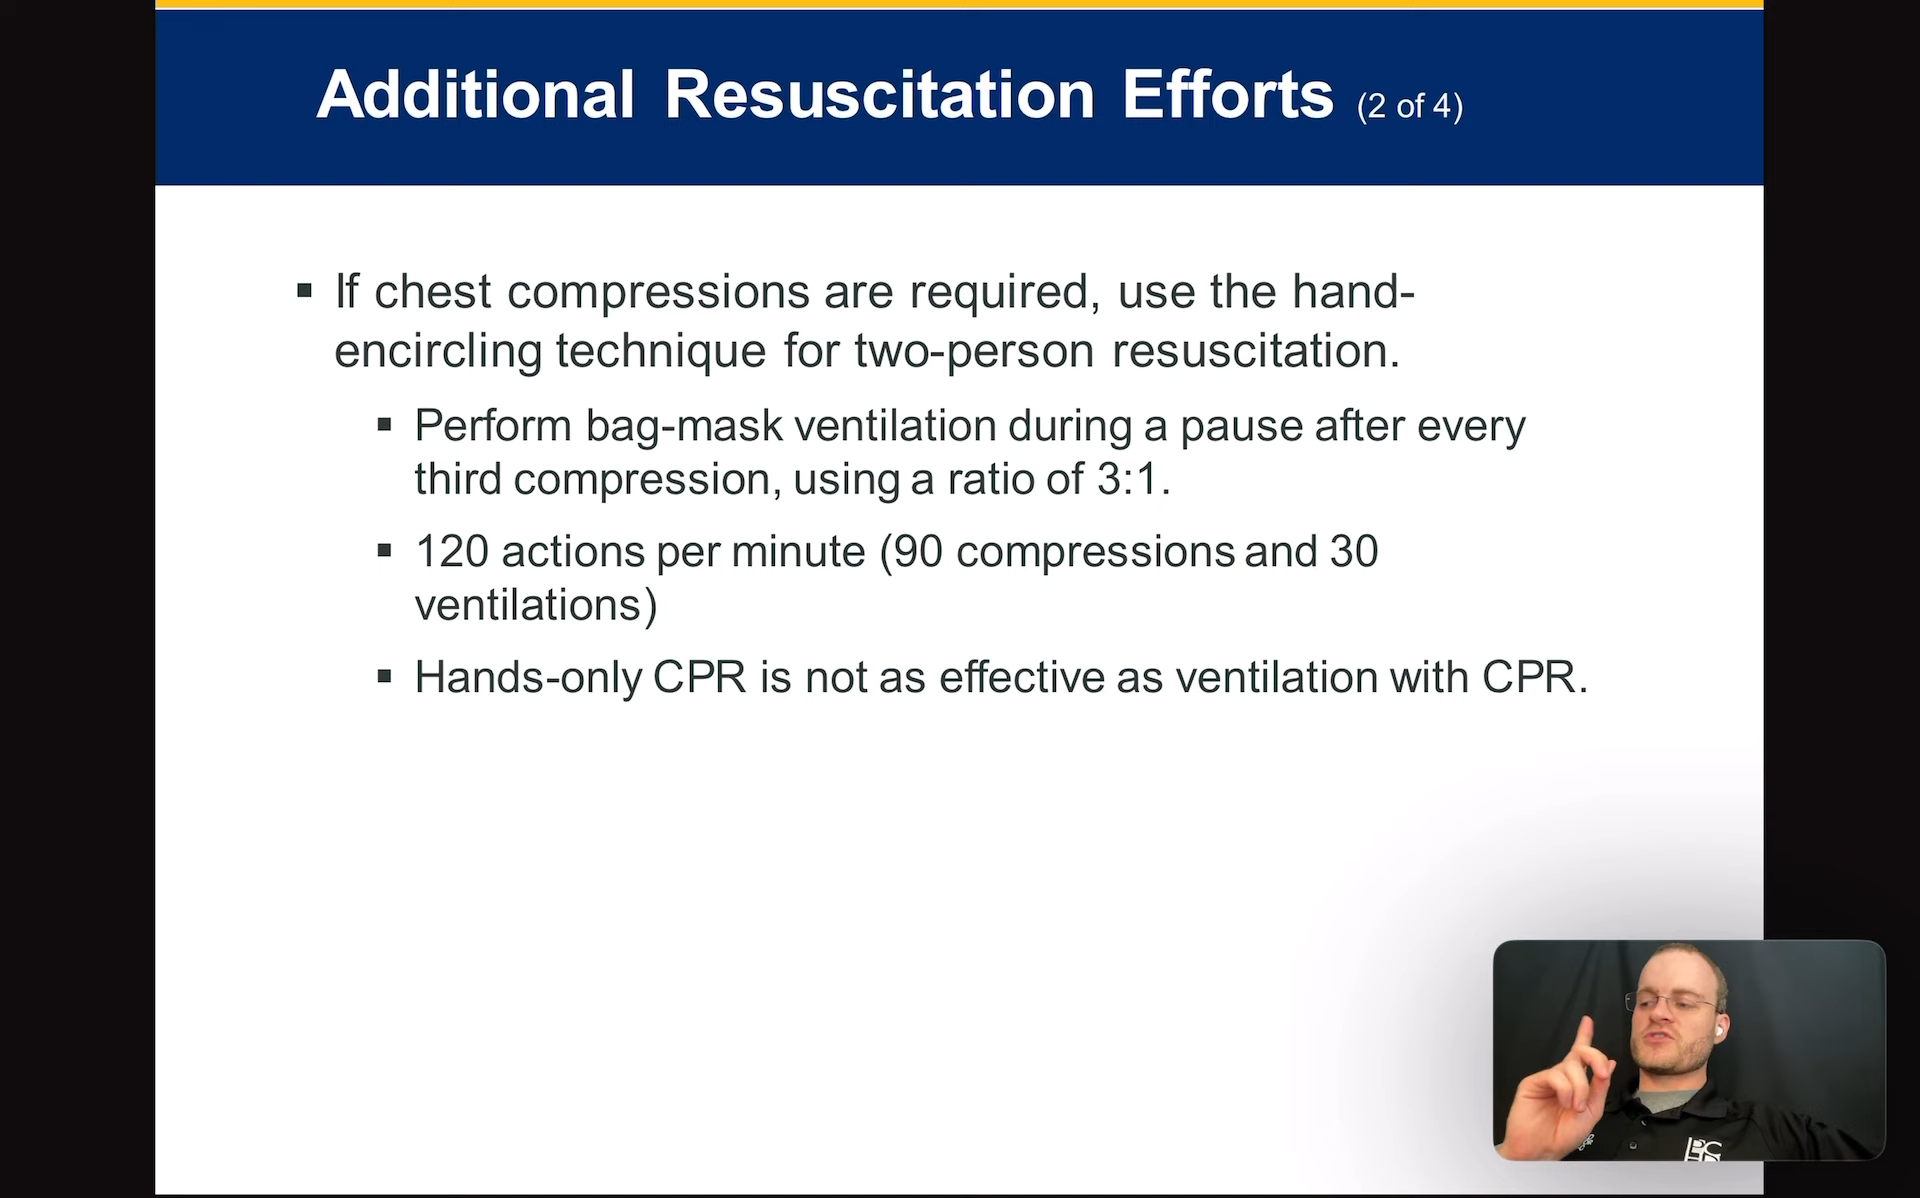 Additional Resuscitation Efforts (2 of 4)
▪ If chest compressions are required, use the hand-
encircling technique for two-person resuscitation.
▪ Perform bag-mask ventilation during a pause after every
third compression, using a ratio of 3:1.
▪ 120 actions per minute (90 compressions and 30
ventilations)
▪ Hands-only CPR is not as effective as ventilation with CPR.